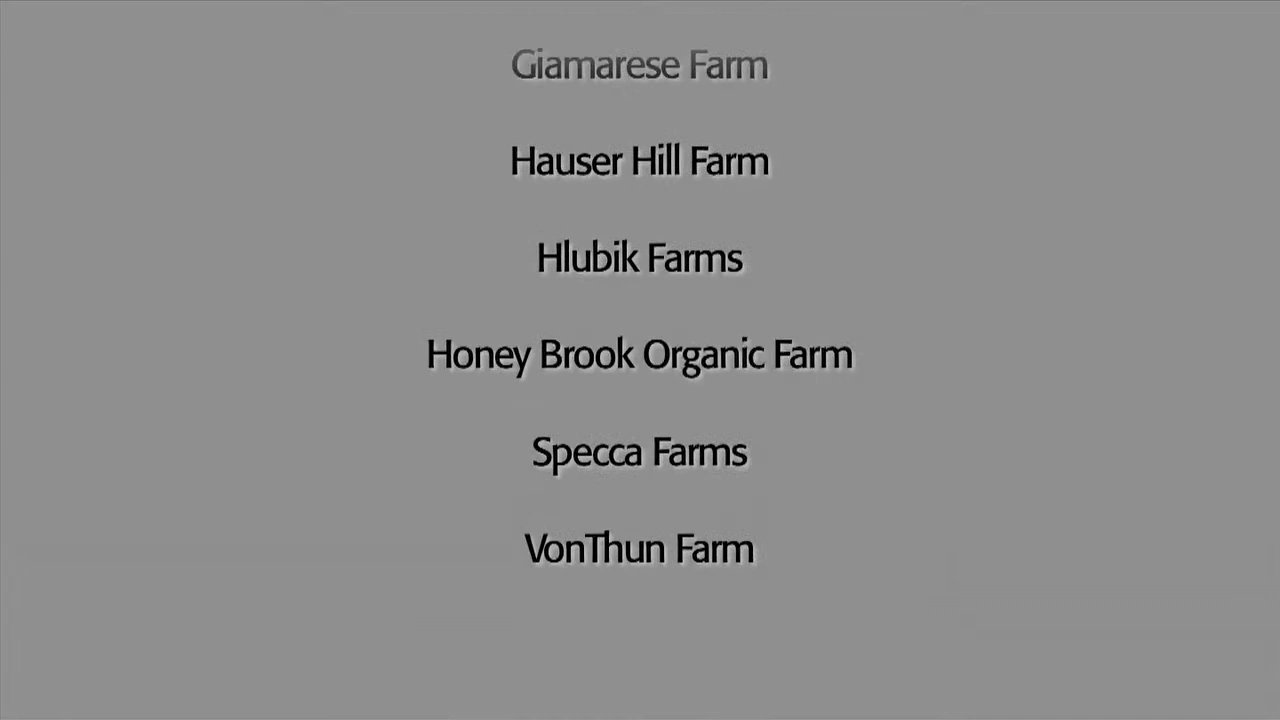 Giamarese Farm
Hauser Hill Farm
Hlubik Farms
Honey Brook Organic Farm
Specca Farms
VonThun Farm